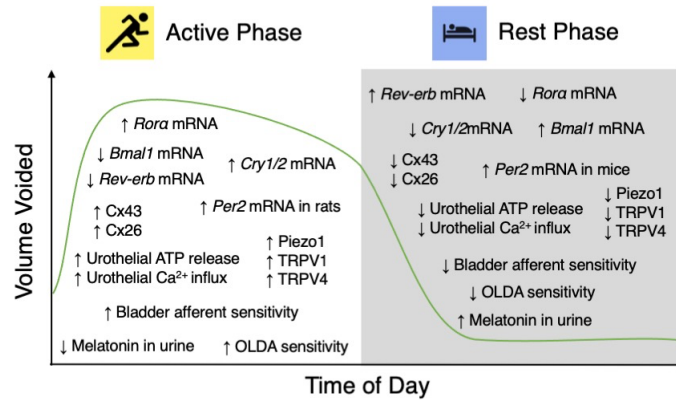 Active Phase
Rest Phase
Volume Voided
↑ Rorα mRNA
↓ Bmal1 mRNA
↓ Rev-erb mRNA
↑ Cry1/2 mRNA
↑ Cx43
↑ Cx26
↑ Per2 mRNA in rats
↑ Urothelial ATP release
↑ Urothelial Ca²⁺ influx
↑ Piezo1
↑ TRPV1
↑ TRPV4
↑ Bladder afferent sensitivity
↓ Melatonin in urine
↑ OLDA sensitivity
↑ Rev-erb mRNA
↓ Rorα mRNA
↓ Cry1/2mRNA
↑ Bmal1 mRNA
↓ Cx43
↓ Cx26
↑ Per2 mRNA in mice
↓ Urothelial ATP release
↓ Urothelial Ca²⁺ influx
↓ Piezo1
↓ TRPV1
↓ TRPV4
↓ Bladder afferent sensitivity
↓ OLDA sensitivity
↑ Melatonin in urine
Time of Day